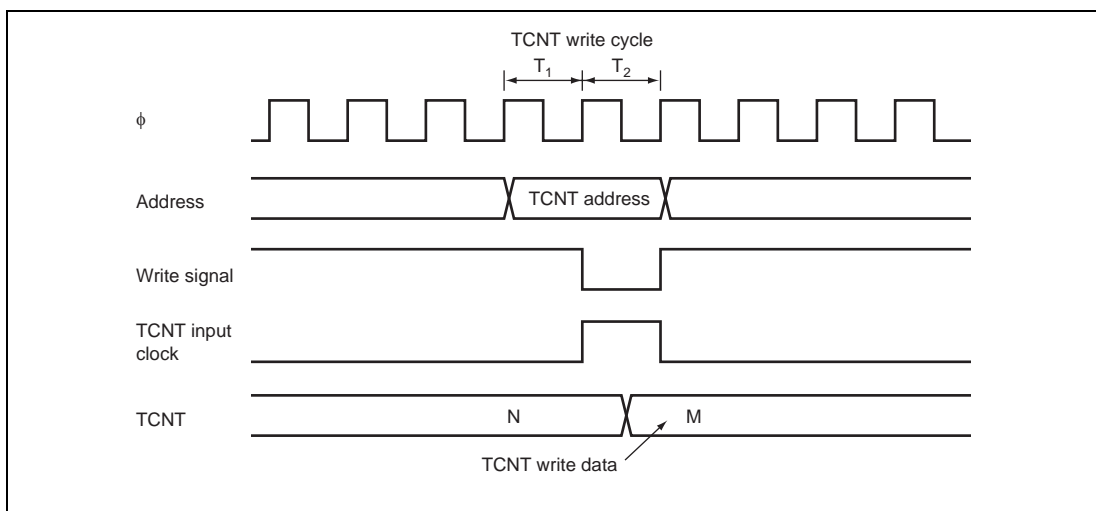 TCNT write cycle
T1 T2
ϕ
Address
TCNT address
Write signal
TCNT input
clock
TCNT
N
M
TCNT write data